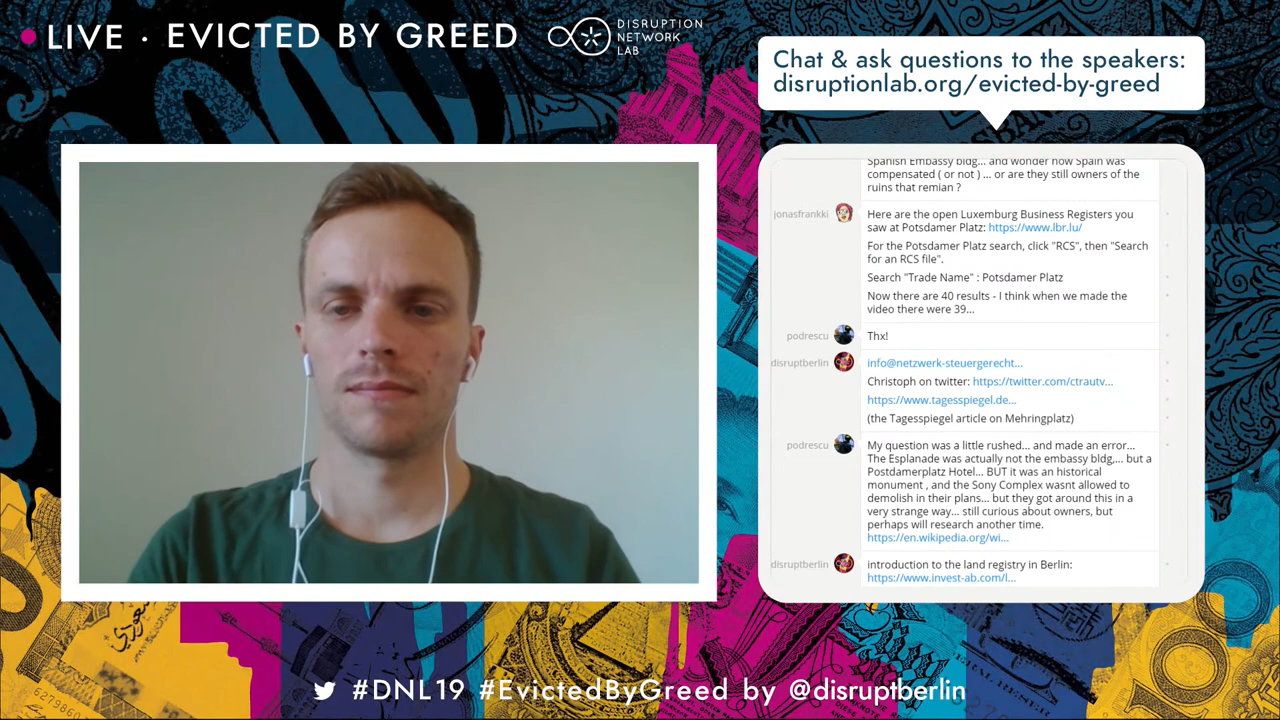 LIVE · EVICTED BY GREED
DISRUPTION
NETWORK
LAB
Chat & ask questions to the speakers:
disruptionlab.org/evicted-by-greed
Spanish Embassy bldg... and wonder how Spain was
compensated ( or not ) ... or are they still owners of the
ruins that remian ?
jonasfrankki
Here are the open Luxemburg Business Registers you
saw at Potsdamer Platz: https://www.lbr.lu/
For the Potsdamer Platz search, click "RCS", then "Search
for an RCS file".
Search "Trade Name" : Potsdamer Platz
Now there are 40 results - I think when we made the
video there were 39...
podrescu
Thx!
disruptberlin
info@netzwerk-steuergerecht...
Christoph on twitter: https://twitter.com/ctrautv...
https://www.tagesspiegel.de...
(the Tagesspiegel article on Mehringplatz)
podrescu
My question was a little rushed... and made an error...
The Esplanade was actually not the embassy bldg,... but a
Postdamerplatz Hotel... BUT it was an historical
monument , and the Sony Complex wasnt allowed to
demolish in their plans... but they got around this in a
very strange way... still curious about owners, but
perhaps will research another time.
https://en.wikipedia.org/wi...
disruptberlin
introduction to the land registry in Berlin:
https://www.invest-ab.com/l...
#DNL19 #EvictedByGreed by @disruptberlin